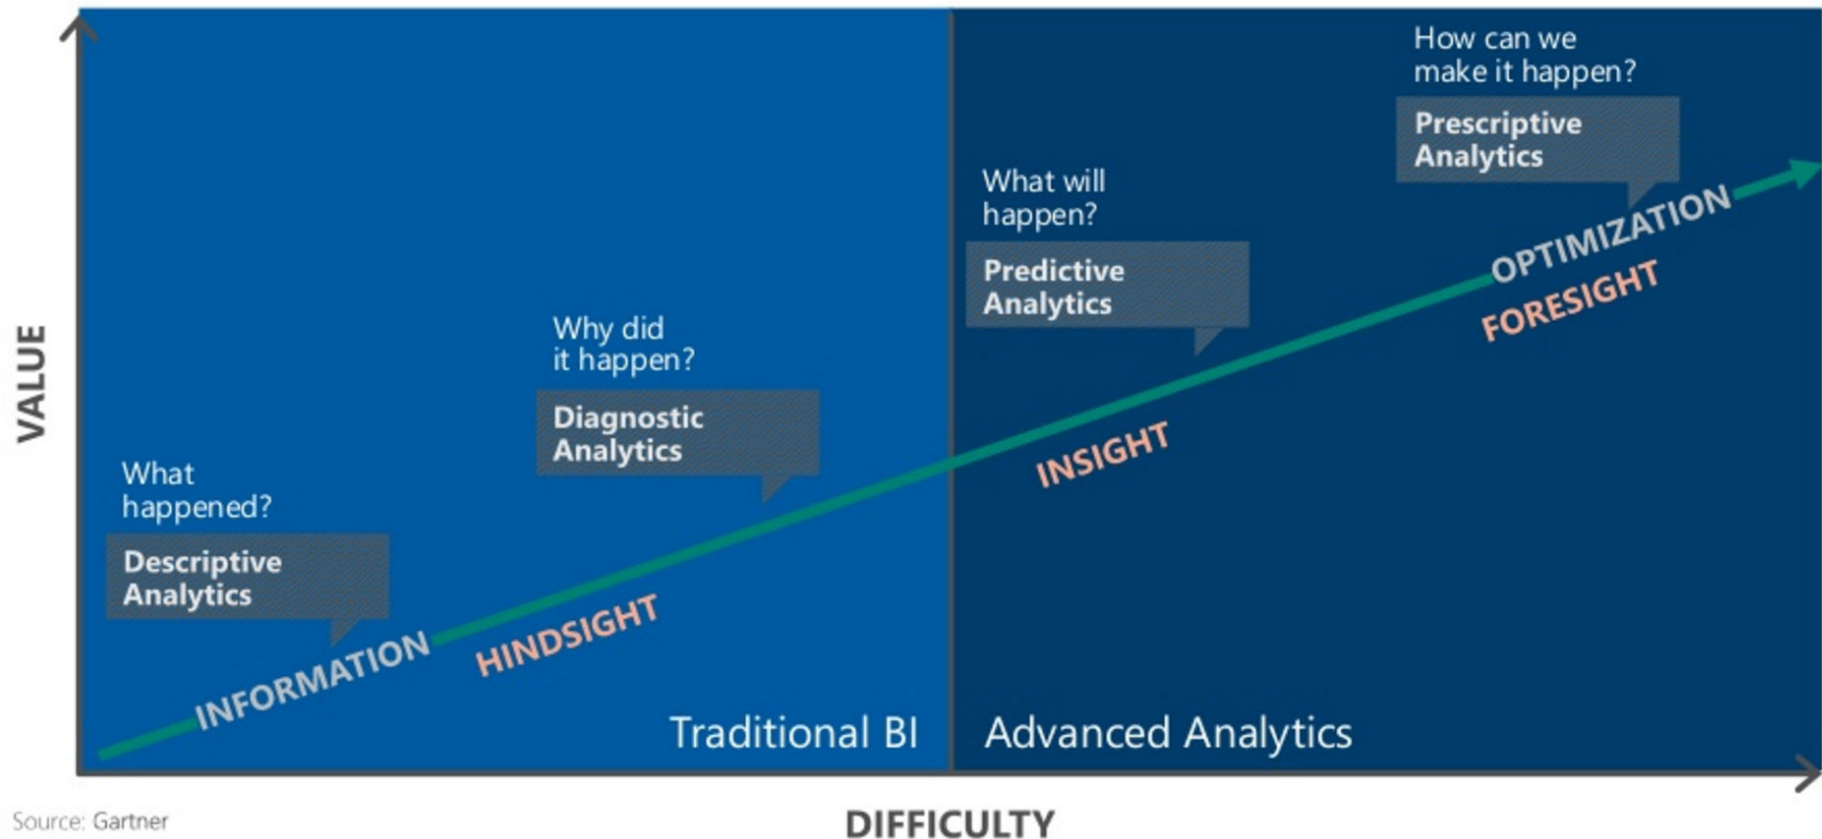 VALUE
What
happened?
Descriptive
Analytics
INFORMATION
HINDSIGHT
Why did
it happen?
Diagnostic
Analytics
Traditional BI
What will
happen?
Predictive
Analytics
INSIGHT
How can we
make it happen?
Prescriptive
Analytics
OPTIMIZATION
FORESIGHT
Advanced Analytics
DIFFICULTY
Source: Gartner